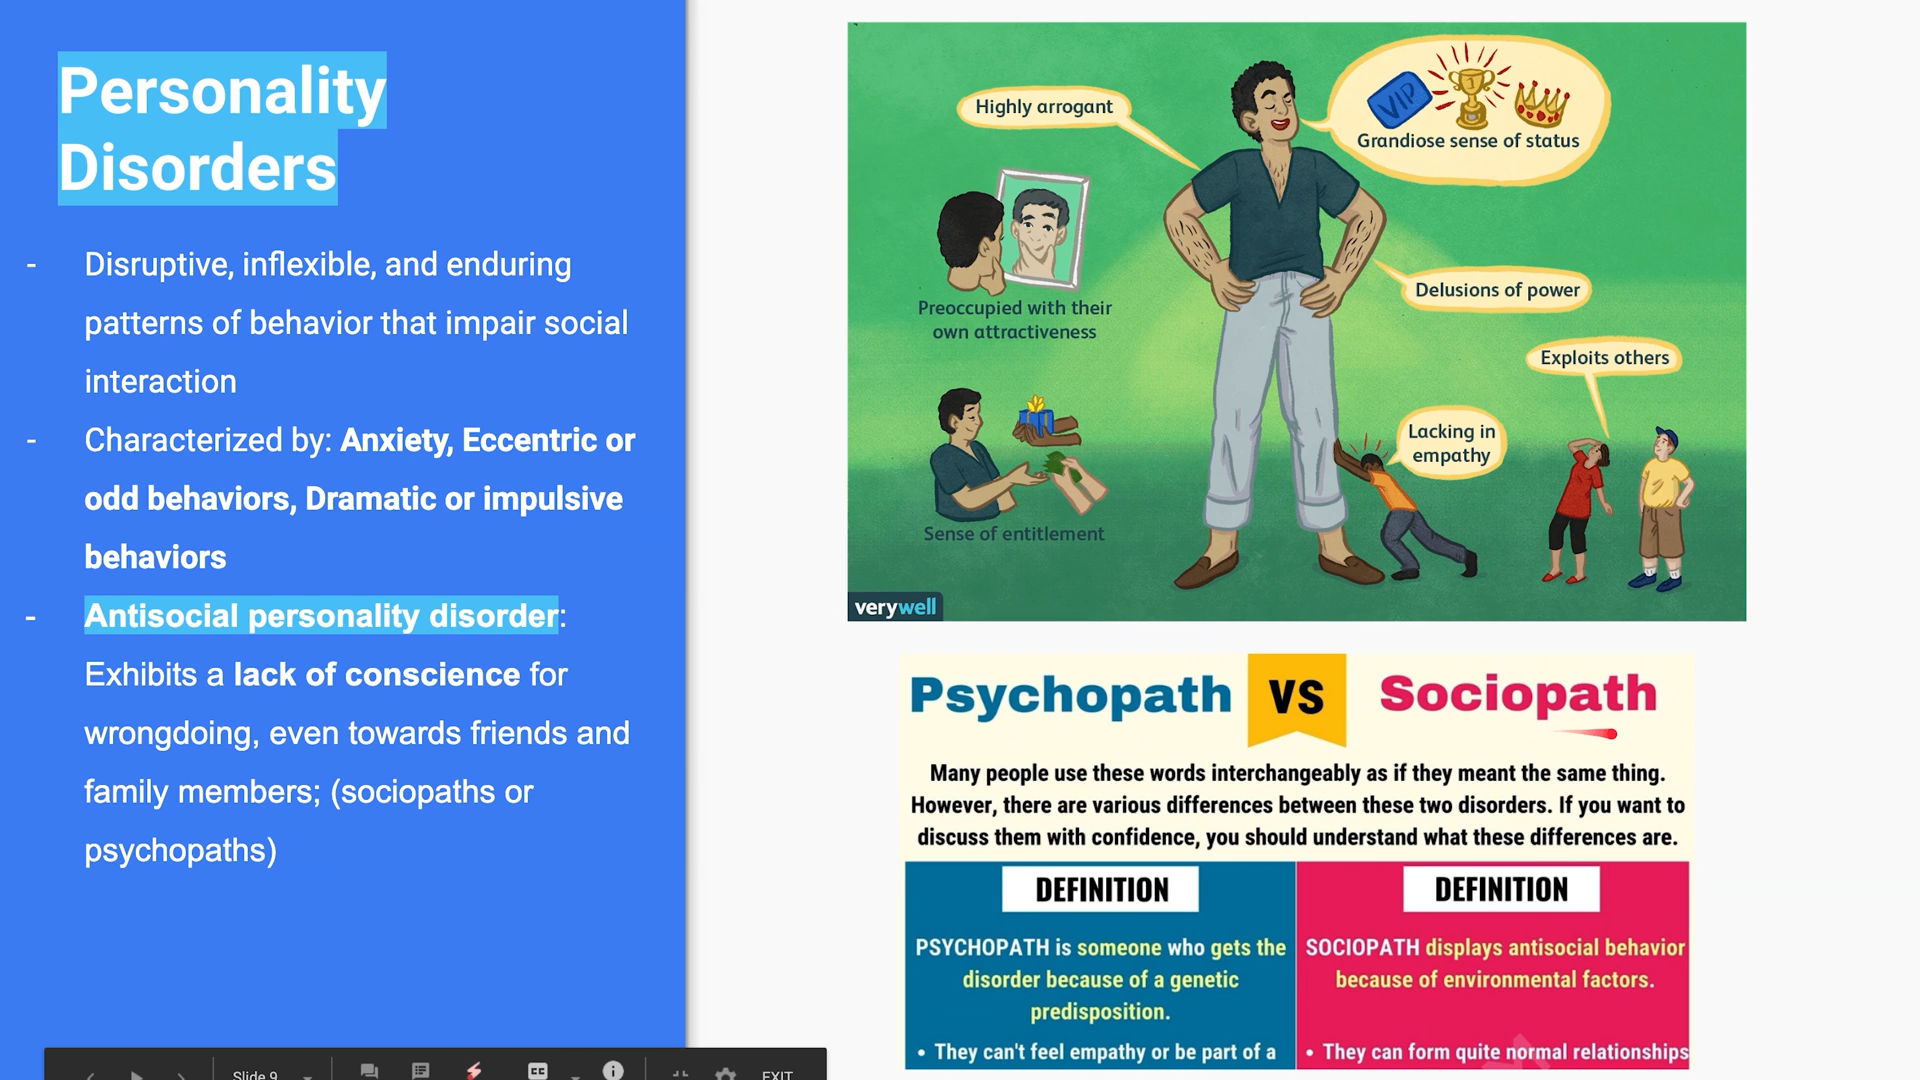 Personality
Disorders
- Disruptive, inflexible, and enduring
patterns of behavior that impair social
interaction
- Characterized by: Anxiety, Eccentric or
odd behaviors, Dramatic or impulsive
behaviors
- Antisocial personality disorder:
Exhibits a lack of conscience for
wrongdoing, even towards friends and
family members; (sociopaths or
psychopaths)
Highly arrogant
VIP
1
Grandiose sense of status
Preoccupied with their
own attractiveness
Delusions of power
Exploits others
Lacking in
empathy
Sense of entitlement
verywell
Psychopath VS Sociopath
Many people use these words interchangeably as if they meant the same thing.
However, there are various differences between these two disorders. If you want to
discuss them with confidence, you should understand what these differences are.
DEFINITION
PSYCHOPATH is someone who gets the
disorder because of a genetic
predisposition.
• They can't feel empathy or be part of a
DEFINITION
SOCIOPATH displays antisocial behavior
because of environmental factors.
• They can form quite normal relationships
Slide 9
CC
EXIT